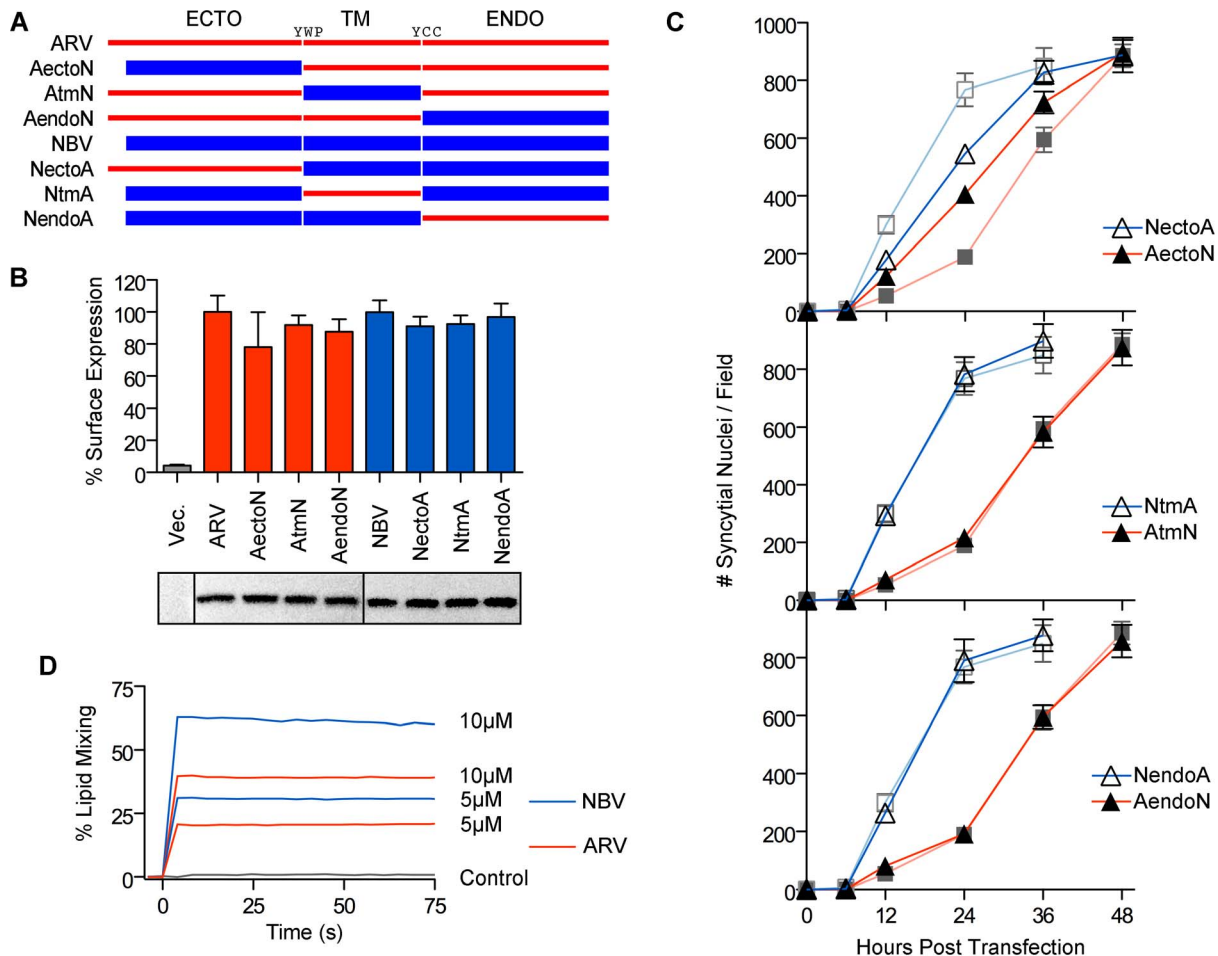 A
ECTO TM ENDO
YWP YCC
ARV
AectoN
AtmN
AendoN
NBV
NectoA
NtmA
NendoA
B
% Surface Expression
120
100
80
60
40
20
0
Vec.
ARV
AectoN
AtmN
AendoN
NBV
NectoA
NtmA
NendoA
D
% Lipid Mixing
75
50
25
0
10µM
10µM
5µM
5µM
Control
NBV
ARV
0 25 50 75
Time (s)
C
# Syncytial Nuclei / Field
1000
800
600
400
200
0
NectoA
AectoN
800
600
400
200
0
NtmA
AtmN
800
600
400
200
0
NendoA
AendoN
0 12 24 36 48
Hours Post Transfection